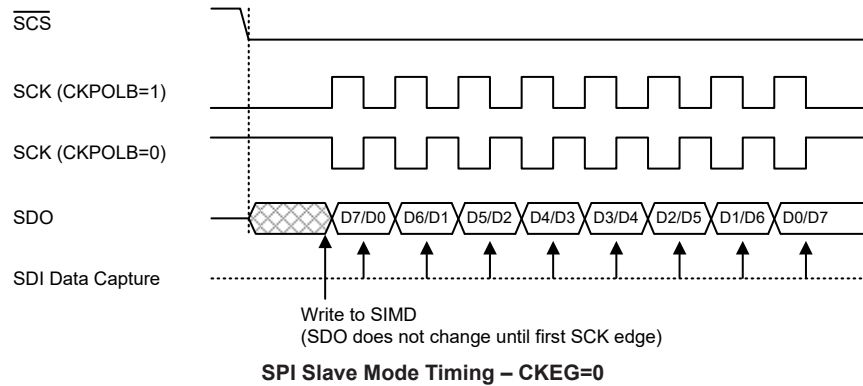 SCS
SCK (CKPOLB=1)
SCK (CKPOLB=0)
SDO D7/D0 D6/D1 D5/D2 D4/D3 D3/D4 D2/D5 D1/D6 D0/D7
SDI Data Capture
Write to SIMD
(SDO does not change until first SCK edge)
SPI Slave Mode Timing – CKEG=0